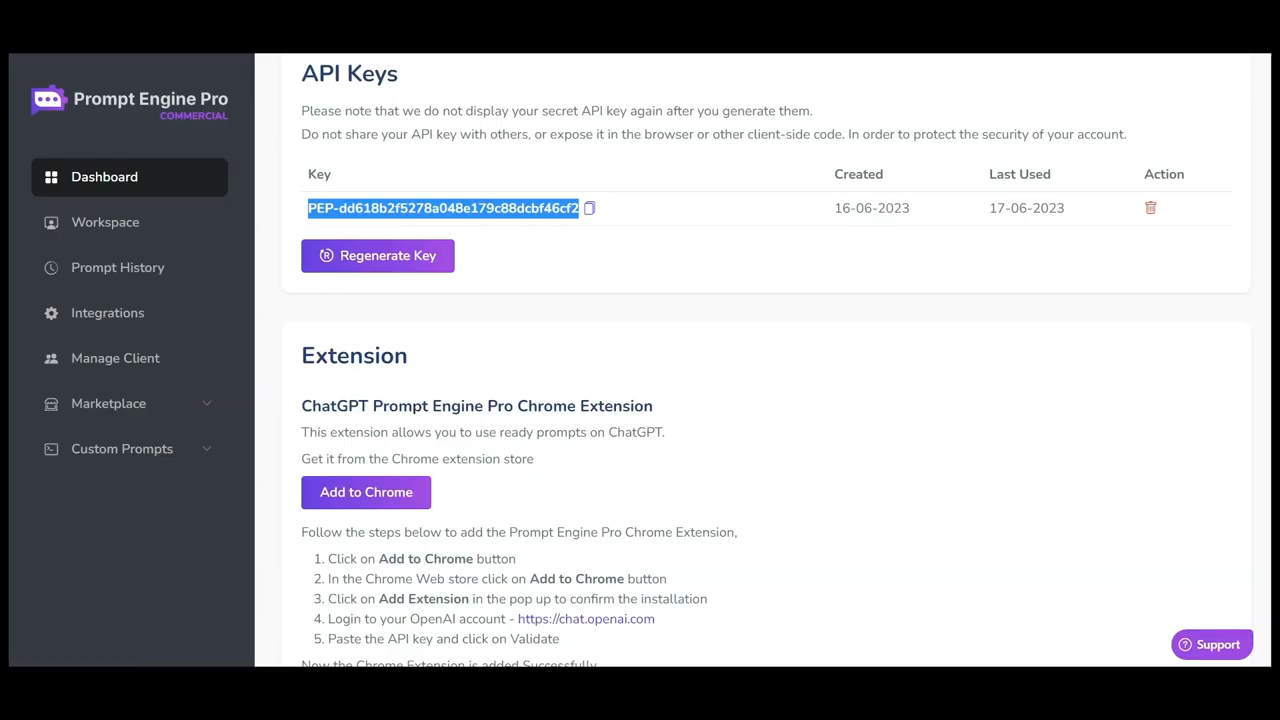 Prompt Engine Pro
COMMERCIAL
Dashboard
Workspace
Prompt History
Integrations
Manage Client
Marketplace
Custom Prompts
API Keys
Please note that we do not display your secret API key again after you generate them.
Do not share your API key with others, or expose it in the browser or other client-side code. In order to protect the security of your account.
Key Created Last Used Action
PEP-dd618b2f5278a048e179c88dcbf46cf2 16-06-2023 17-06-2023
Regenerate Key
Extension
ChatGPT Prompt Engine Pro Chrome Extension
This extension allows you to use ready prompts on ChatGPT.
Get it from the Chrome extension store
Add to Chrome
Follow the steps below to add the Prompt Engine Pro Chrome Extension,
1. Click on Add to Chrome button
2. In the Chrome Web store click on Add to Chrome button
3. Click on Add Extension in the pop up to confirm the installation
4. Login to your OpenAI account - https://chat.openai.com
5. Paste the API key and click on Validate
Now the Chrome Extension is added Successfully
Support